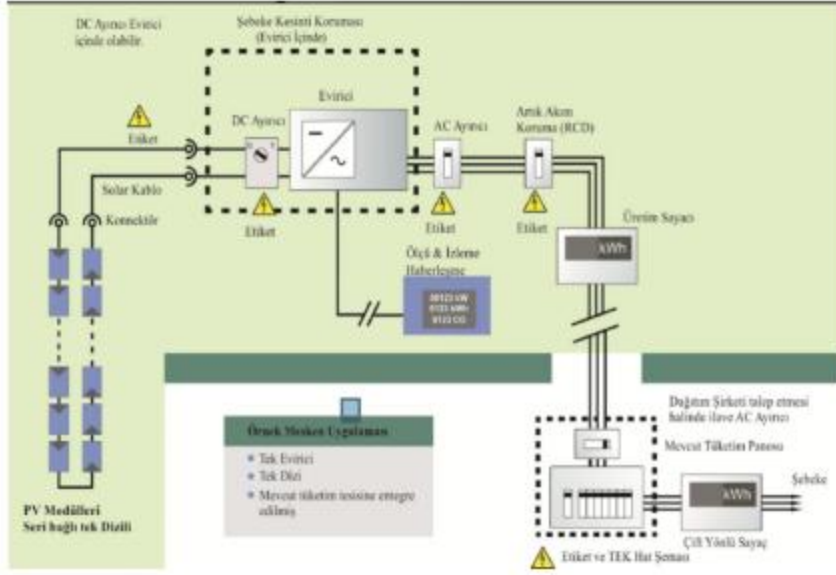 DC Ayırıcı Evirici
içinde olabilir.
Şebeke Kesinti Koruması
(Evirici İçinde)
Evirici
DC Ayırıcı
AC Ayırıcı
Artık Akım
Koruma (RCD)
Etiket
Solar Kablo
Konnektör
Etiket
Etiket
Etiket
Üretim Sayacı
kWh
Ölçü & İzleme
Haberleşme
PV Modülleri
Seri bağlı tek Dizili
Örnek Mesken Uygulaması
Tek Evirici
Tek Dizi
Mevcut tüketim tesisine entegre
edilmiş
Dağıtım Şirketi talep etmesi
halinde ilave AC Ayırıcı
Mevcut Tüketim Panosu
Şebeke
kWh
Çift Yönlü Sayaç
Etiket ve TEK Hat Şeması